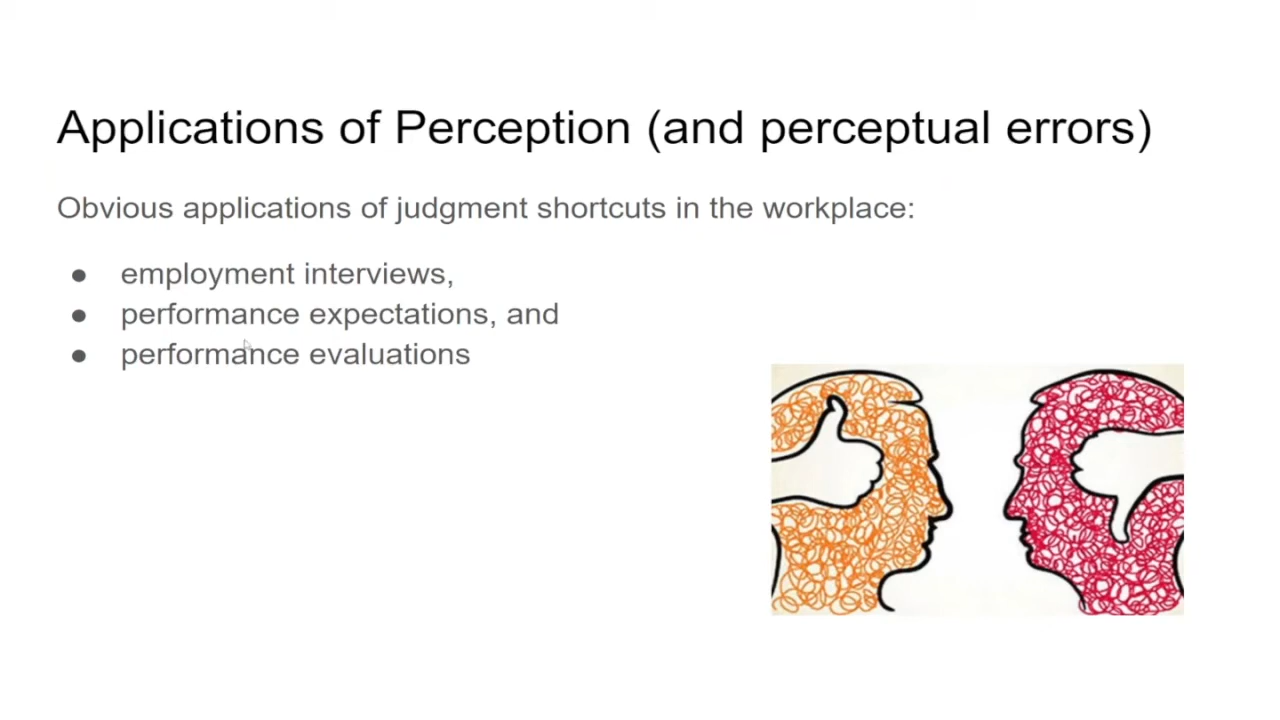 Applications of Perception (and perceptual errors)
Obvious applications of judgment shortcuts in the workplace:
● employment interviews,
● performance expectations, and
● performance evaluations